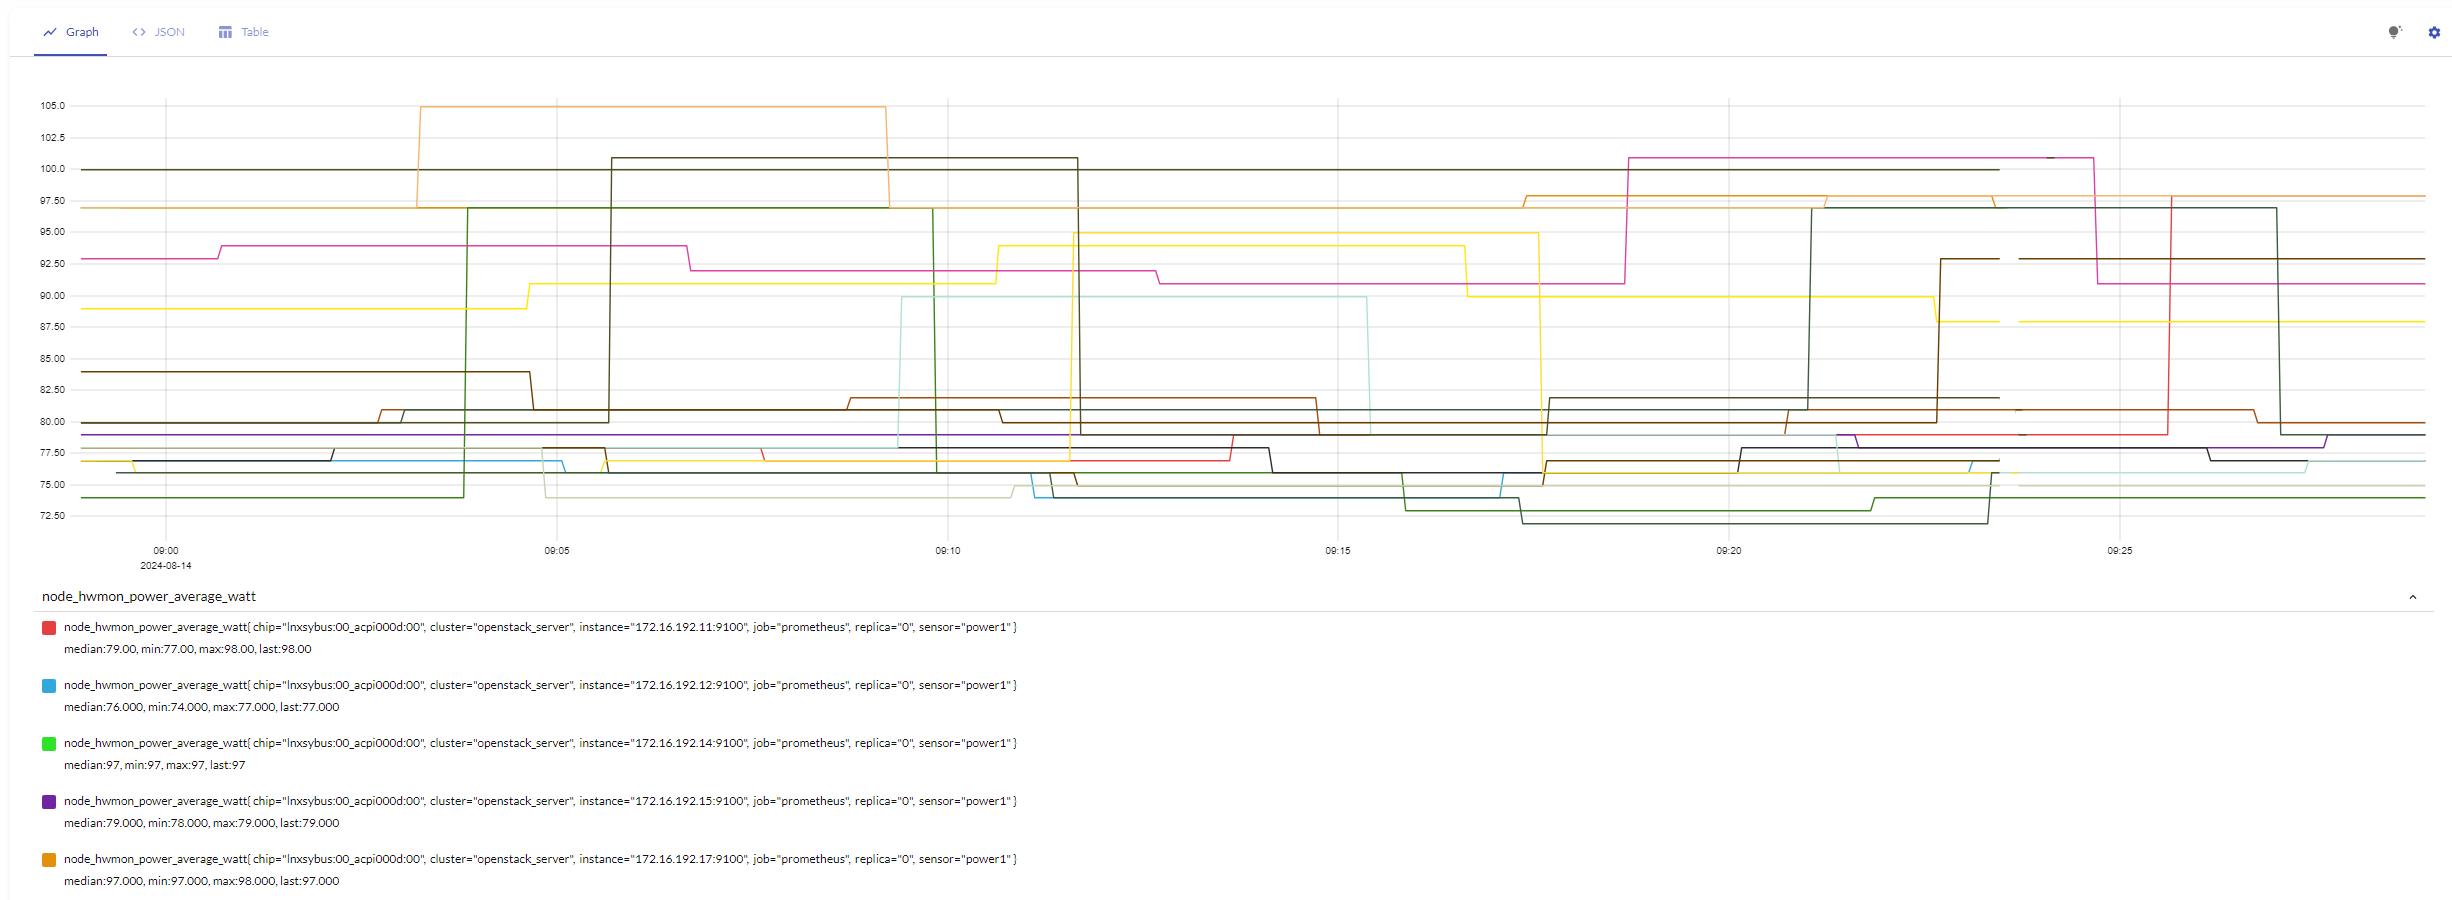 Graph JSON Table
105.0
102.5
100.0
97.50
95.00
92.50
90.00
87.50
85.00
82.50
80.00
77.50
75.00
72.50
09:00 09:05 09:10 09:15 09:20 09:25
2024-08-14
node_hwmon_power_average_watt
node_hwmon_power_average_watt{ chip="lnxsybus:00_acpi000d:00", cluster="openstack_server", instance="172.16.192.11:9100", job="prometheus", replica="0", sensor="power1" }
median:79.00, min:77.00, max:98.00, last:98.00
node_hwmon_power_average_watt{ chip="lnxsybus:00_acpi000d:00", cluster="openstack_server", instance="172.16.192.12:9100", job="prometheus", replica="0", sensor="power1" }
median:76.000, min:74.000, max:77.000, last:77.000
node_hwmon_power_average_watt{ chip="lnxsybus:00_acpi000d:00", cluster="openstack_server", instance="172.16.192.14:9100", job="prometheus", replica="0", sensor="power1" }
median:97, min:97, max:97, last:97
node_hwmon_power_average_watt{ chip="lnxsybus:00_acpi000d:00", cluster="openstack_server", instance="172.16.192.15:9100", job="prometheus", replica="0", sensor="power1" }
median:79.000, min:78.000, max:79.000, last:79.000
node_hwmon_power_average_watt{ chip="lnxsybus:00_acpi000d:00", cluster="openstack_server", instance="172.16.192.17:9100", job="prometheus", replica="0", sensor="power1" }
median:97.000, min:97.000, max:98.000, last:97.000